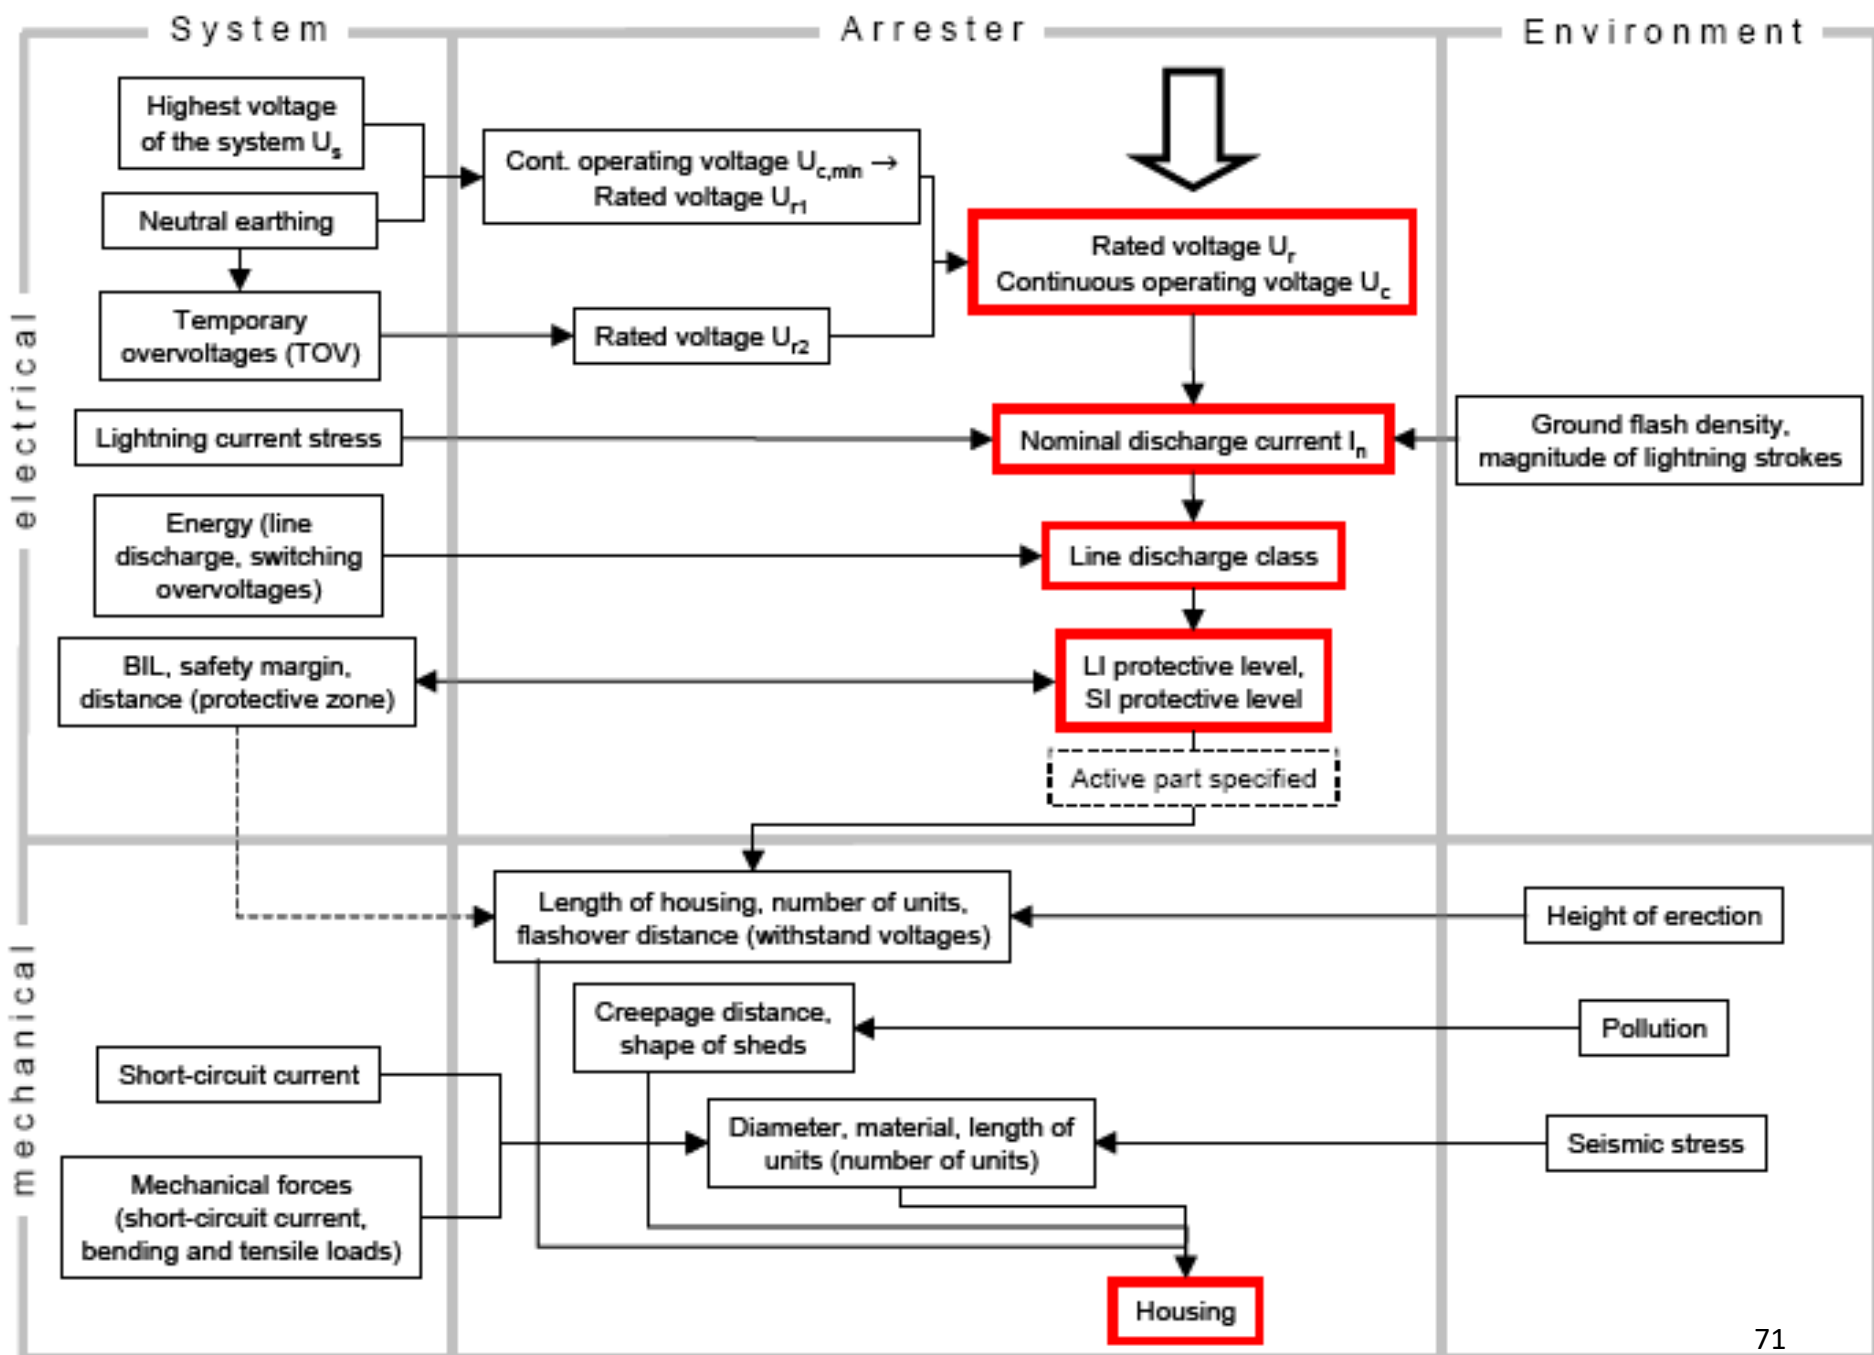 System
Arrester
Environment
electrical
mechanical
Highest voltage
of the system Us
Neutral earthing
Temporary
overvoltages (TOV)
Lightning current stress
Energy (line
discharge, switching
overvoltages)
BIL, safety margin,
distance (protective zone)
Cont. operating voltage Uc,min →
Rated voltage Ur1
Rated voltage Ur2
Rated voltage Ur
Continuous operating voltage Uc
Nominal discharge current In
Line discharge class
LI protective level,
SI protective level
Active part specified
Ground flash density,
magnitude of lightning strokes
Length of housing, number of units,
flashover distance (withstand voltages)
Height of erection
Creepage distance,
shape of sheds
Pollution
Short-circuit current
Mechanical forces
(short-circuit current,
bending and tensile loads)
Diameter, material, length of
units (number of units)
Seismic stress
Housing
71